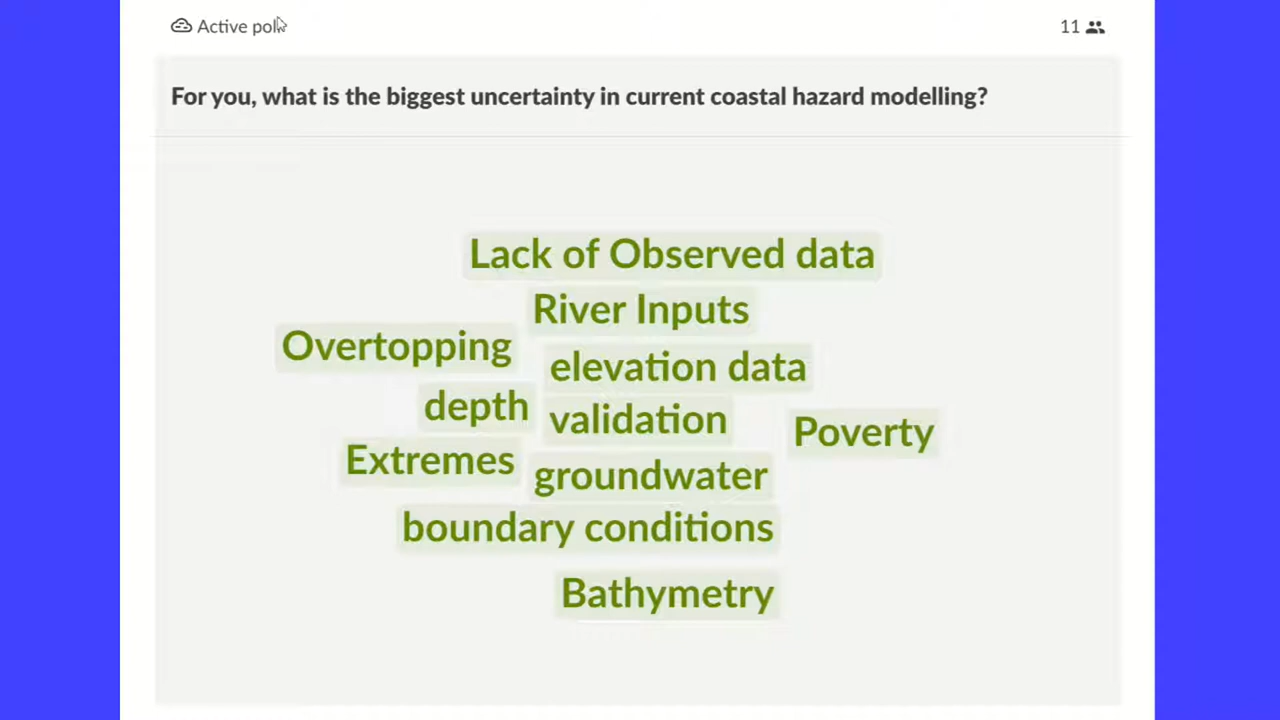 Active poll
11
For you, what is the biggest uncertainty in current coastal hazard modelling?
Lack of Observed data
River Inputs
Overtopping
elevation data
depth
validation
Poverty
Extremes
groundwater
boundary conditions
Bathymetry